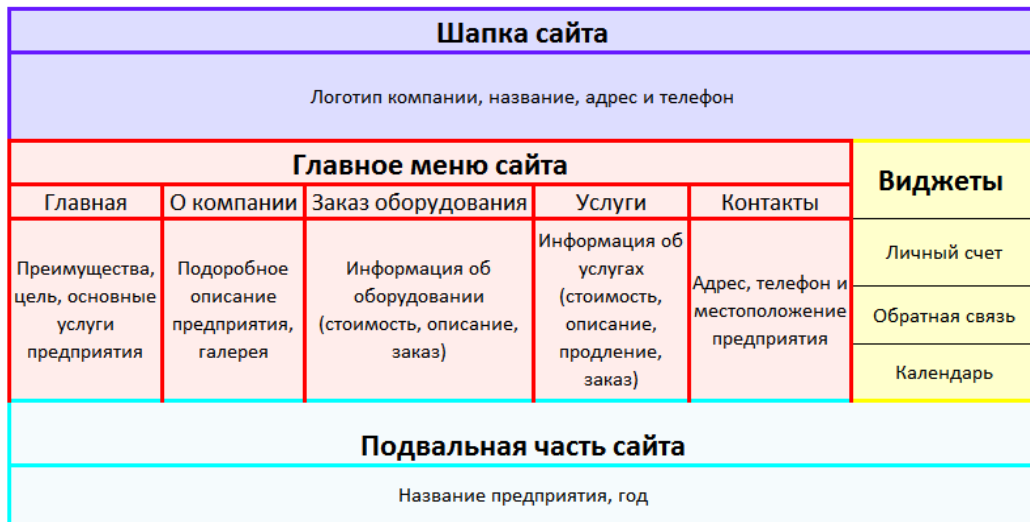 Шапка сайта
Логотип компании, название, адрес и телефон
Главное меню сайта
Виджеты
Главная
О компании
Заказ оборудования
Услуги
Контакты
Преимущества,
цель, основные
услуги
предприятия
Подоробное
описание
предприятия,
галерея
Информация об
оборудовании
(стоимость, описание,
заказ)
Информация об
услугах
(стоимость,
описание,
продление,
заказ)
Адрес, телефон и
местоположение
предприятия
Личный счет
Обратная связь
Календарь
Подвальная часть сайта
Название предприятия, год